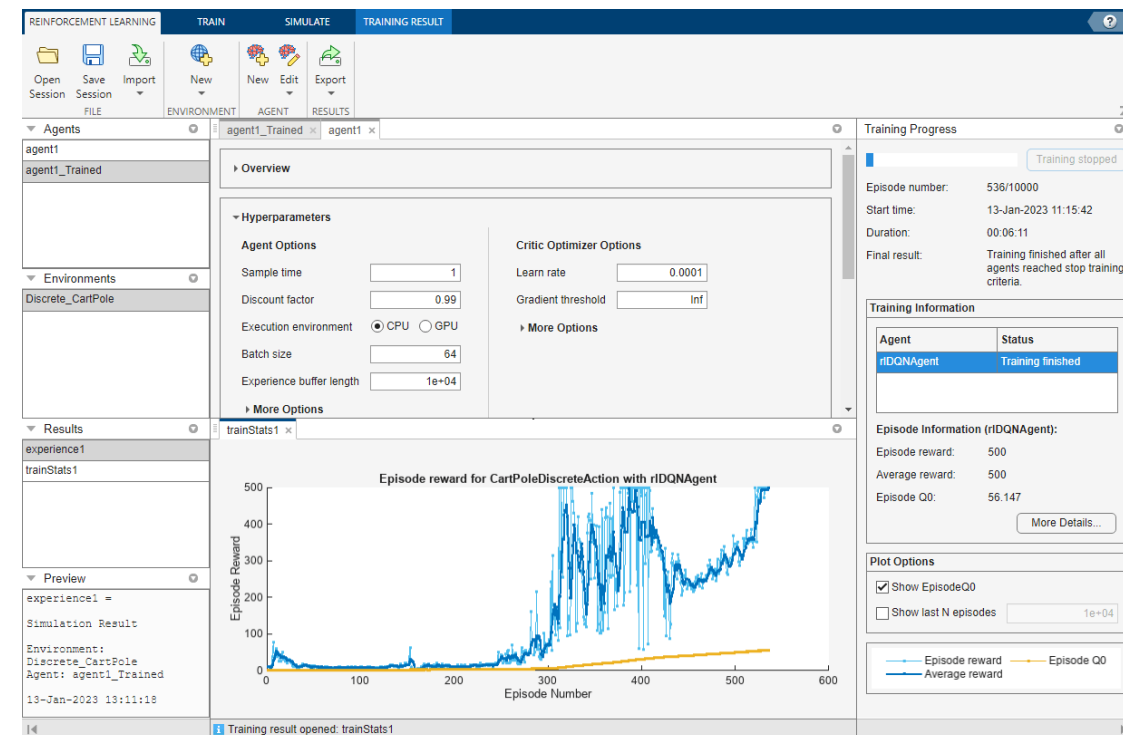 REINFORCEMENT LEARNING TRAIN SIMULATE TRAINING RESULT ?
Open Session
Save Session
Import
New
New
Edit
Export
FILE ENVIRONMENT AGENT RESULTS
Agents
agent1
agent1_Trained
Environments
Discrete_CartPole
Results
experience1
trainStats1
Preview
experience1 =
Simulation Result
Environment:
Discrete_CartPole
Agent: agent1_Trained
13-Jan-2023 13:11:18
agent1_Trained × agent1 ×
Overview
Hyperparameters
Agent Options
Sample time 1
Discount factor 0.99
Execution environment CPU GPU
Batch size 64
Experience buffer length 1e+04
More Options
Critic Optimizer Options
Learn rate 0.0001
Gradient threshold Inf
More Options
trainStats1 ×
Episode reward for CartPoleDiscreteAction with rlDQNAgent
Episode Reward
500
400
300
200
100
0
0 100 200 300 400 500 600
Episode Number
Training result opened: trainStats1
Training Progress
Training stopped
Episode number: 536/10000
Start time: 13-Jan-2023 11:15:42
Duration: 00:06:11
Final result: Training finished after all
agents reached stop training
criteria.
Training Information
Agent Status
rlDQNAgent Training finished
Episode Information (rlDQNAgent):
Episode reward: 500
Average reward: 500
Episode Q0: 56.147
More Details...
Plot Options
Show EpisodeQ0
Show last N episodes 1e+04
Episode reward Episode Q0
Average reward